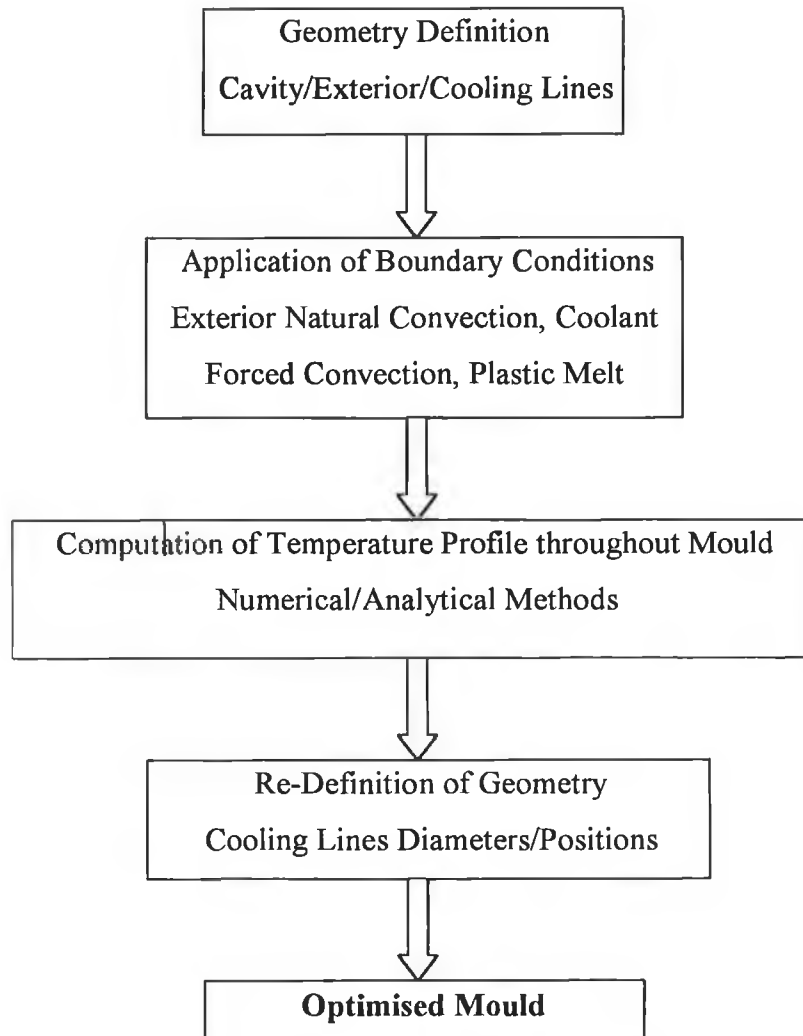 Geometry Definition
Cavity/Exterior/Cooling Lines
Application of Boundary Conditions
Exterior Natural Convection, Coolant
Forced Convection, Plastic Melt
Computation of Temperature Profile throughout Mould
Numerical/Analytical Methods
Re-Definition of Geometry
Cooling Lines Diameters/Positions
Optimised Mould